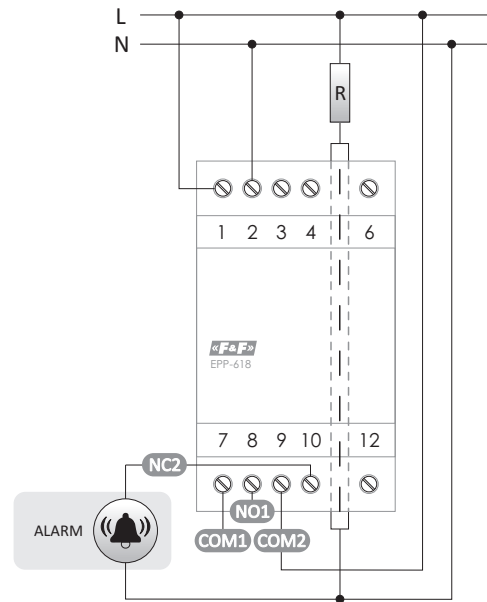 L
N
R
1 2 3 4 6
«F&F»
EPP-618
7 8 9 10 12
NC2
NO1
COM1 COM2
ALARM